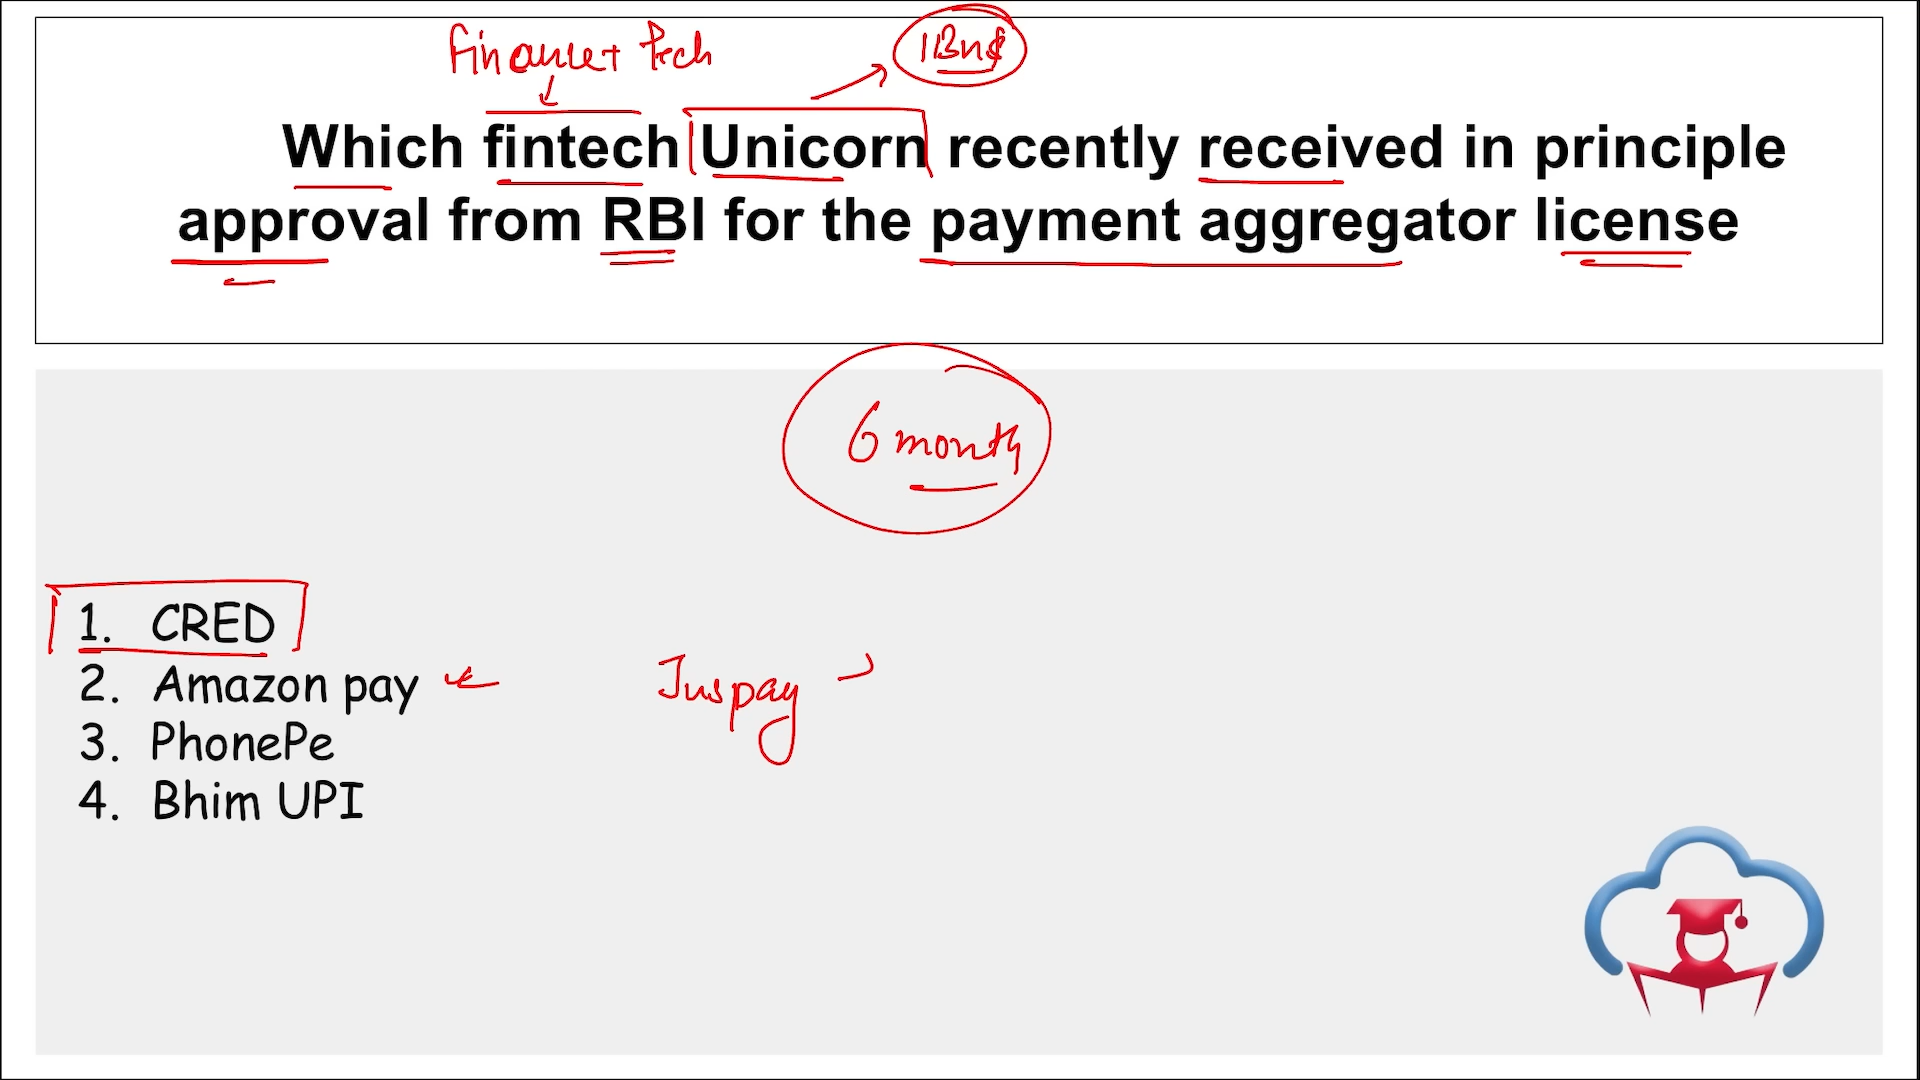 Finance+ Tech
1Bn$
Which fintech Unicorn recently received in principle
approval from RBI for the payment aggregator license
6 month
1. CRED
2. Amazon pay
Juspay
3. PhonePe
4. Bhim UPI